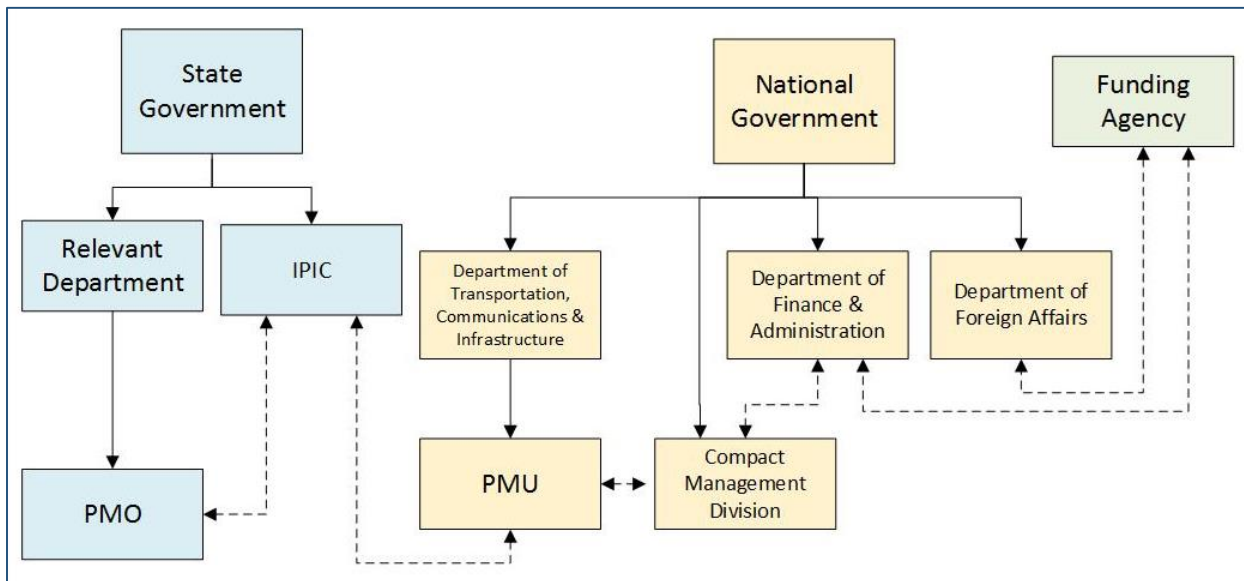 State
Government
National
Government
Funding
Agency
Relevant
Department
IPIC
Department of
Transportation,
Communications &
Infrastructure
Department of
Finance &
Administration
Department of
Foreign Affairs
PMO
PMU
Compact
Management
Division